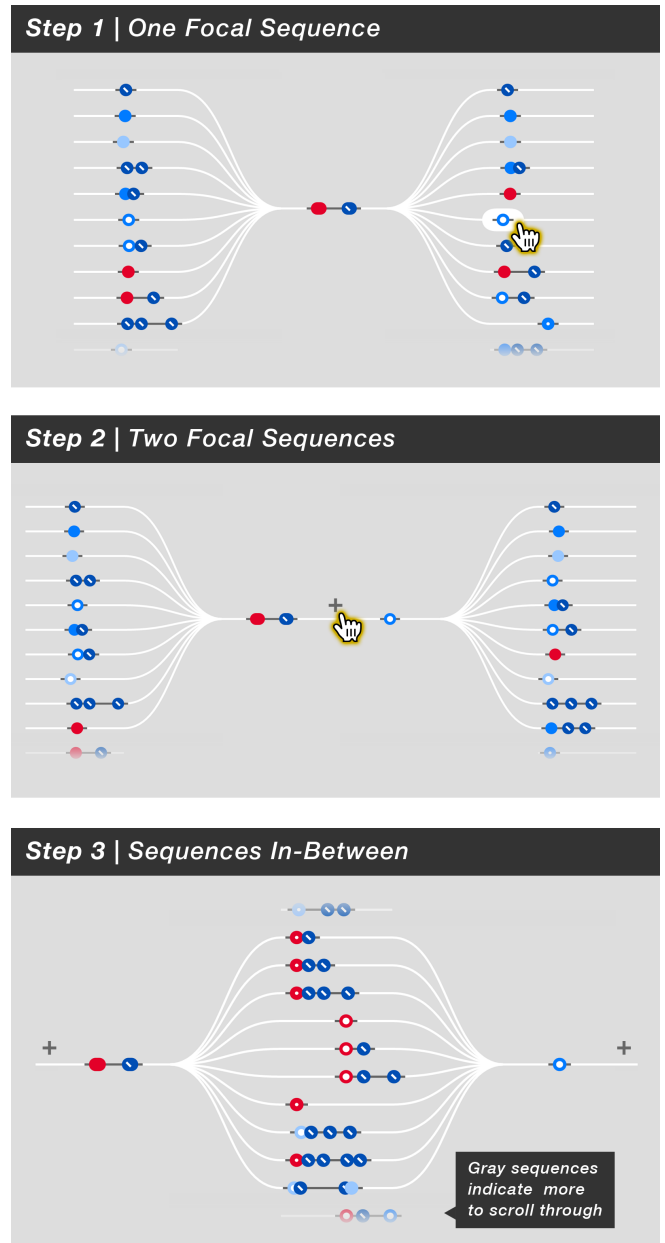 Step 1 | One Focal Sequence
Step 2 | Two Focal Sequences
+
Step 3 | Sequences In-Between
+ +
Gray sequences
indicate more
to scroll through